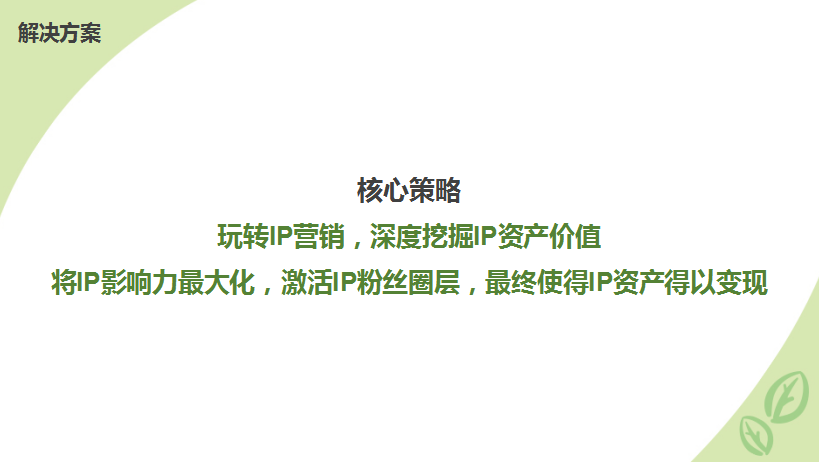 解决方案
核心策略
玩转IP营销，深度挖掘IP资产价值
将IP影响力最大化，激活IP粉丝圈层，最终使得IP资产得以变现